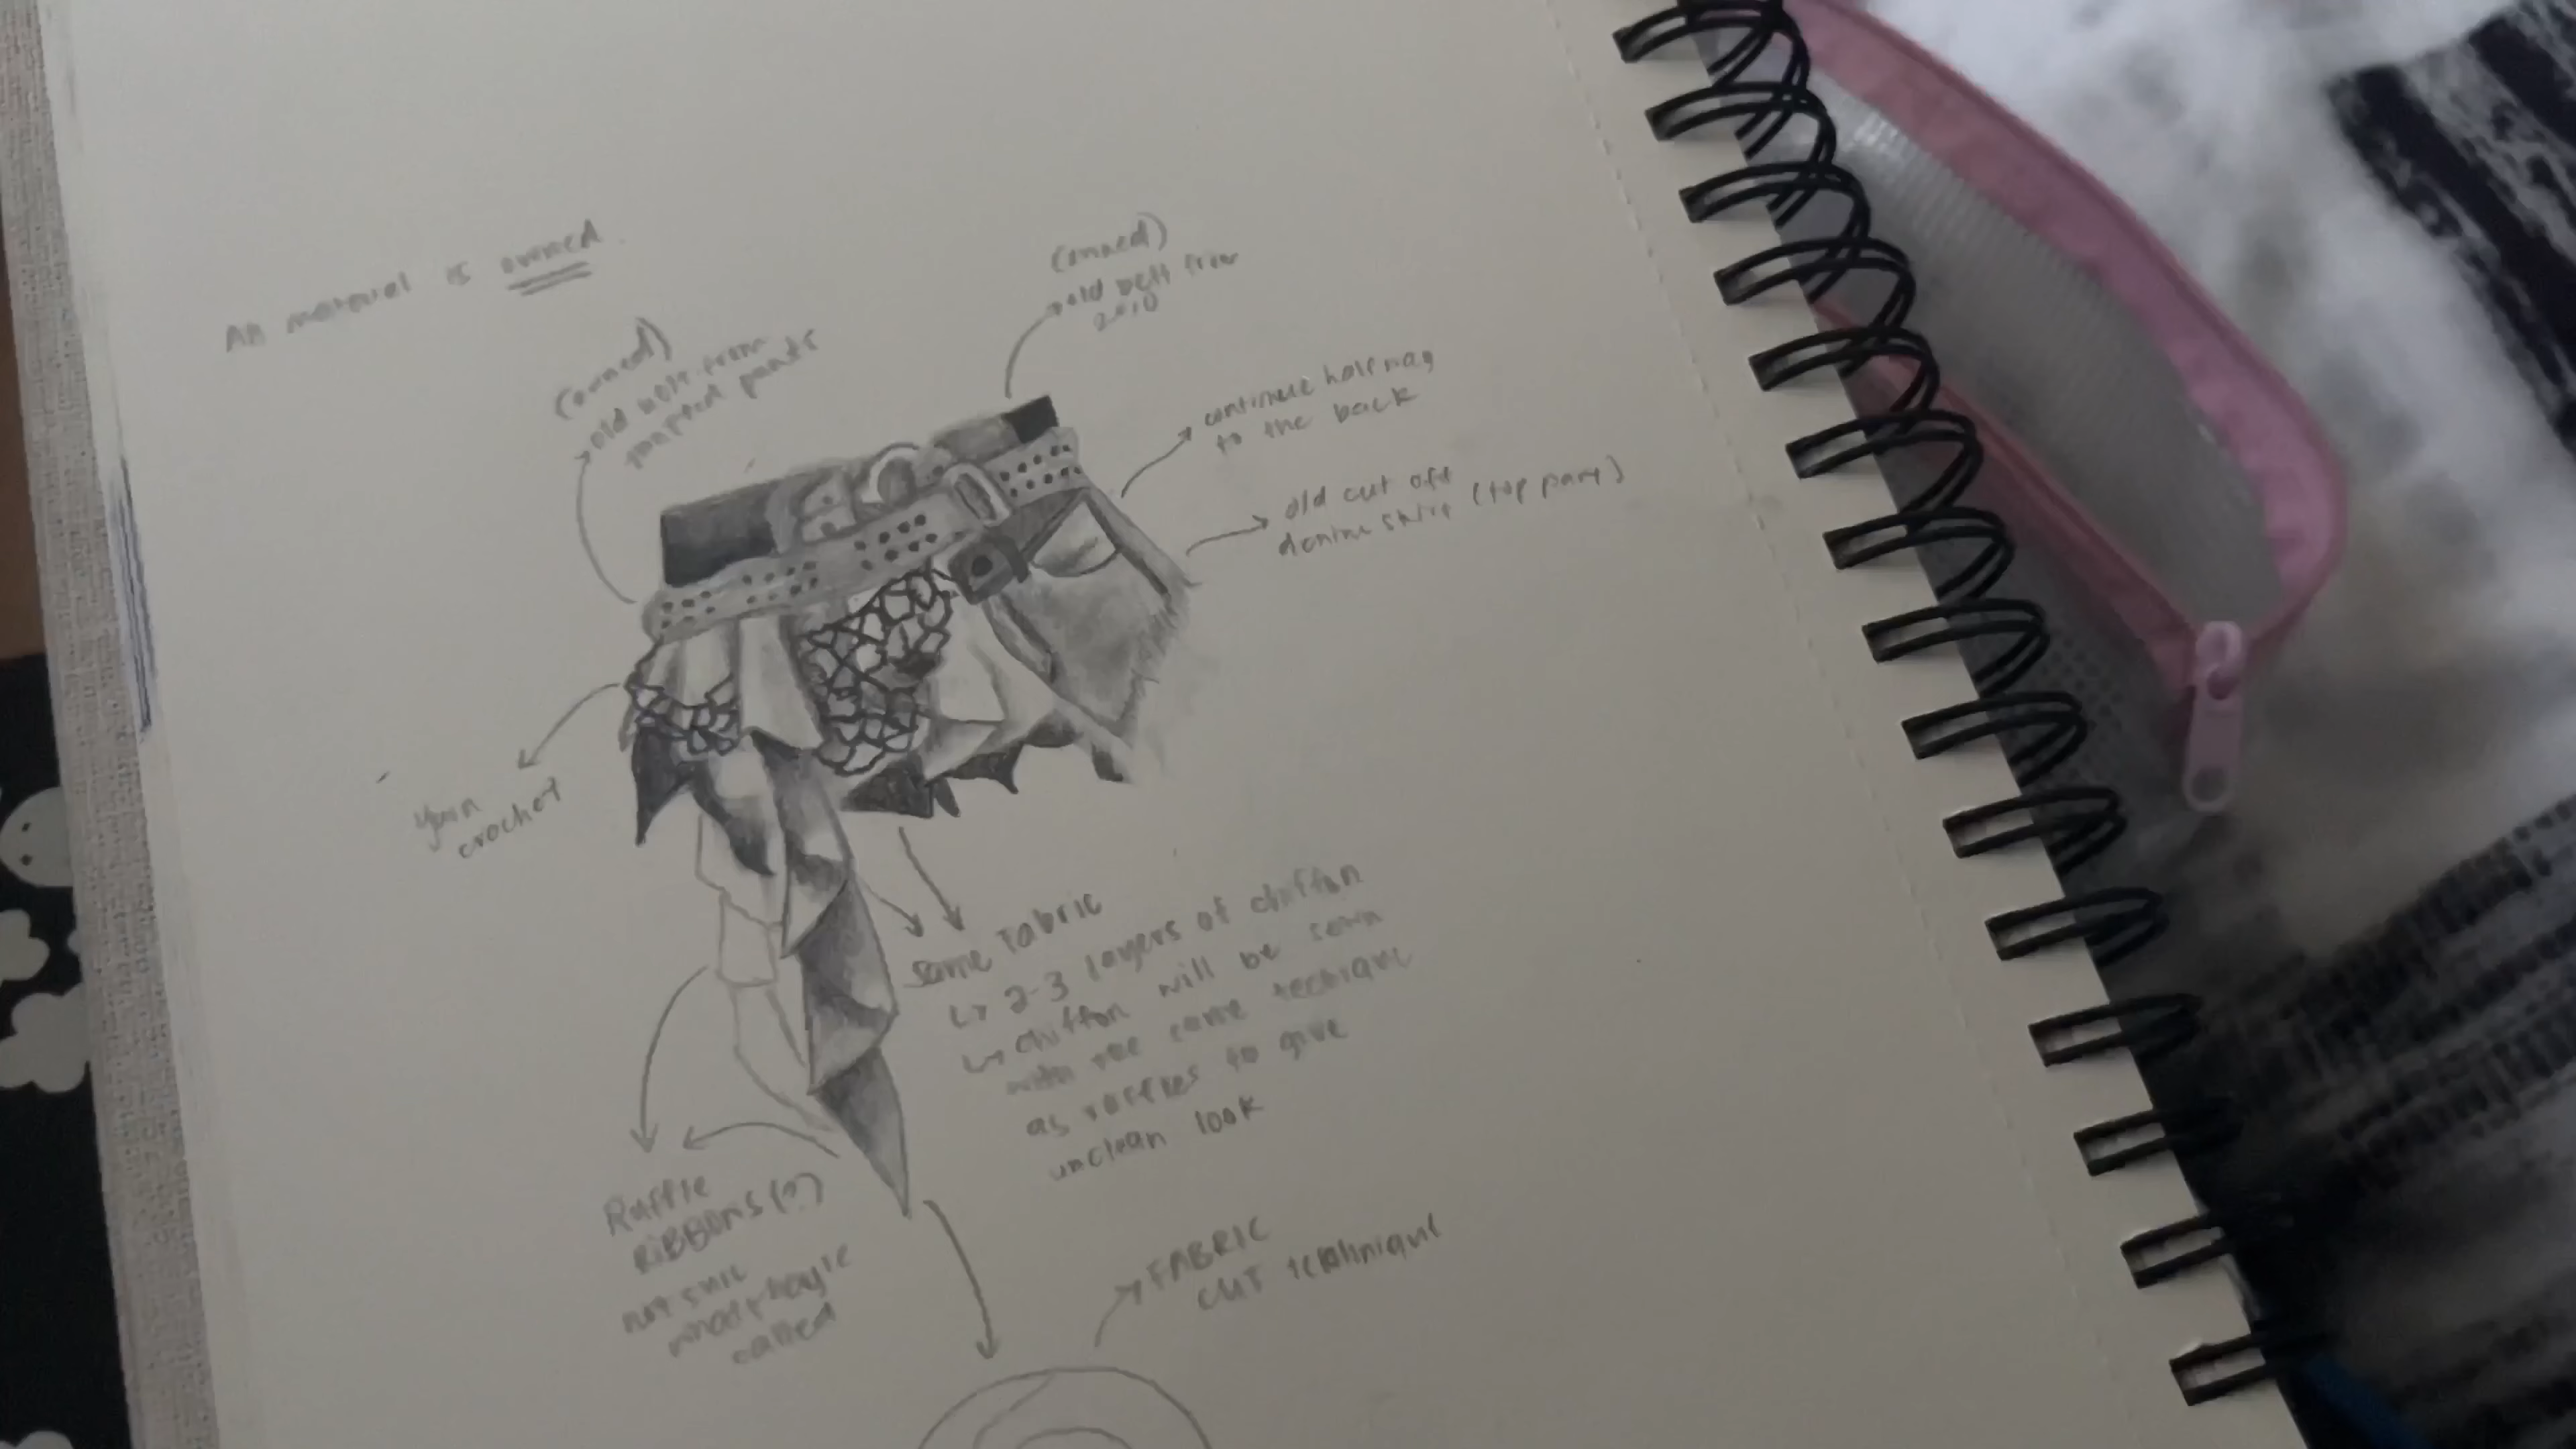 All material is owned
(owned)
old belt from
2010
(owned)
old belt from
pants
continue halfway
to the back
old cut off
denim skirt (top part)
yarn
crochet
same fabric
↳ 2-3 layers of chiffon
↳ chiffon will be sewn
with the same technique
as ruffles to give
unclean look
Ruffle
RiBBONS (?)
not sure
what they're
called
FABRIC
CUT technique